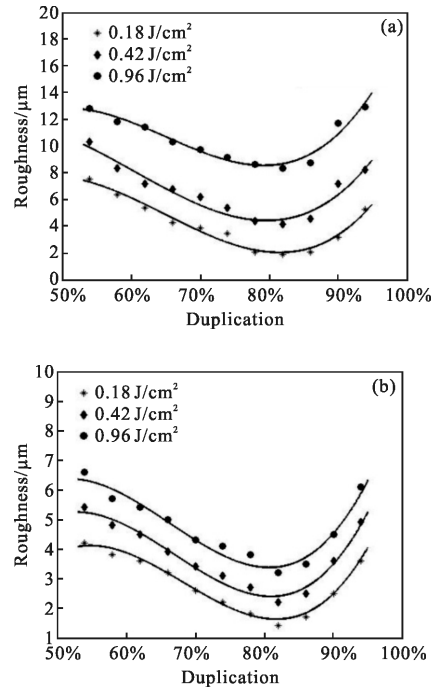 (a)
0.18 J/cm²
0.42 J/cm²
0.96 J/cm²
Roughness/μm
20
18
16
14
12
10
8
6
4
2
0
50% 60% 70% 80% 90% 100%
Duplication
(b)
0.18 J/cm²
0.42 J/cm²
0.96 J/cm²
Roughness/μm
10
9
8
7
6
5
4
3
2
1
50% 60% 70% 80% 90% 100%
Duplication